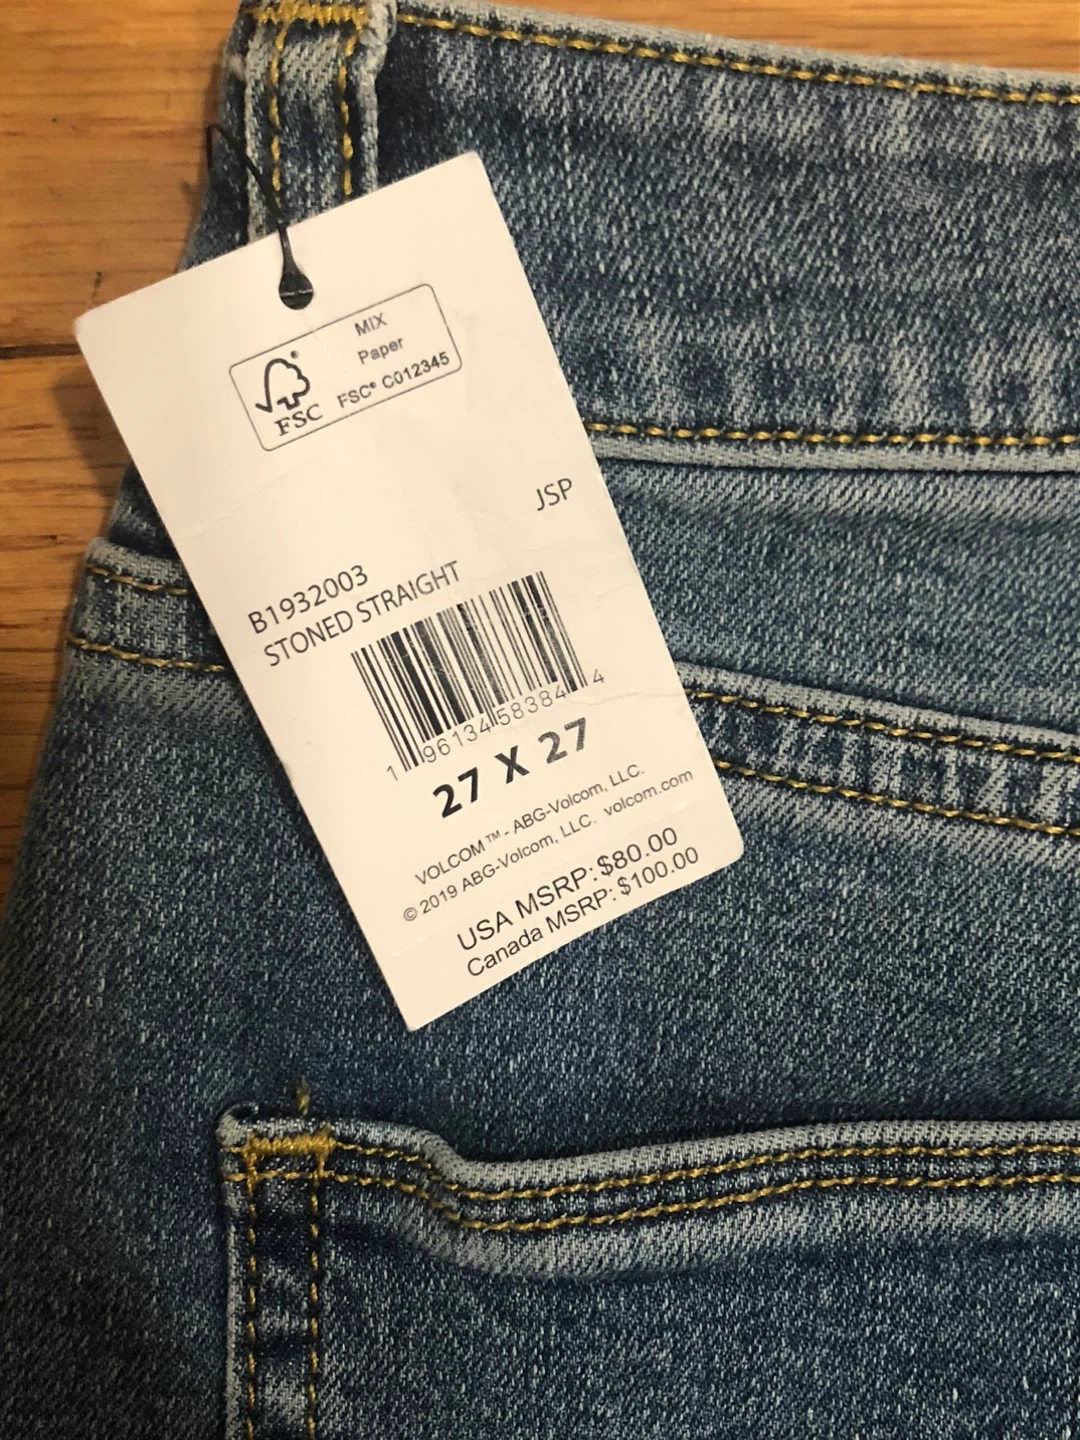 MIX
Paper
FSC® C012345
®
FSC
JSP
B1932003
STONED STRAIGHT
1 96134 58384 4
27 X 27
VOLCOM™ - ABG-Volcom, LLC.
© 2019 ABG-Volcom, LLC. volcom.com
USA MSRP: $80.00
Canada MSRP: $100.00